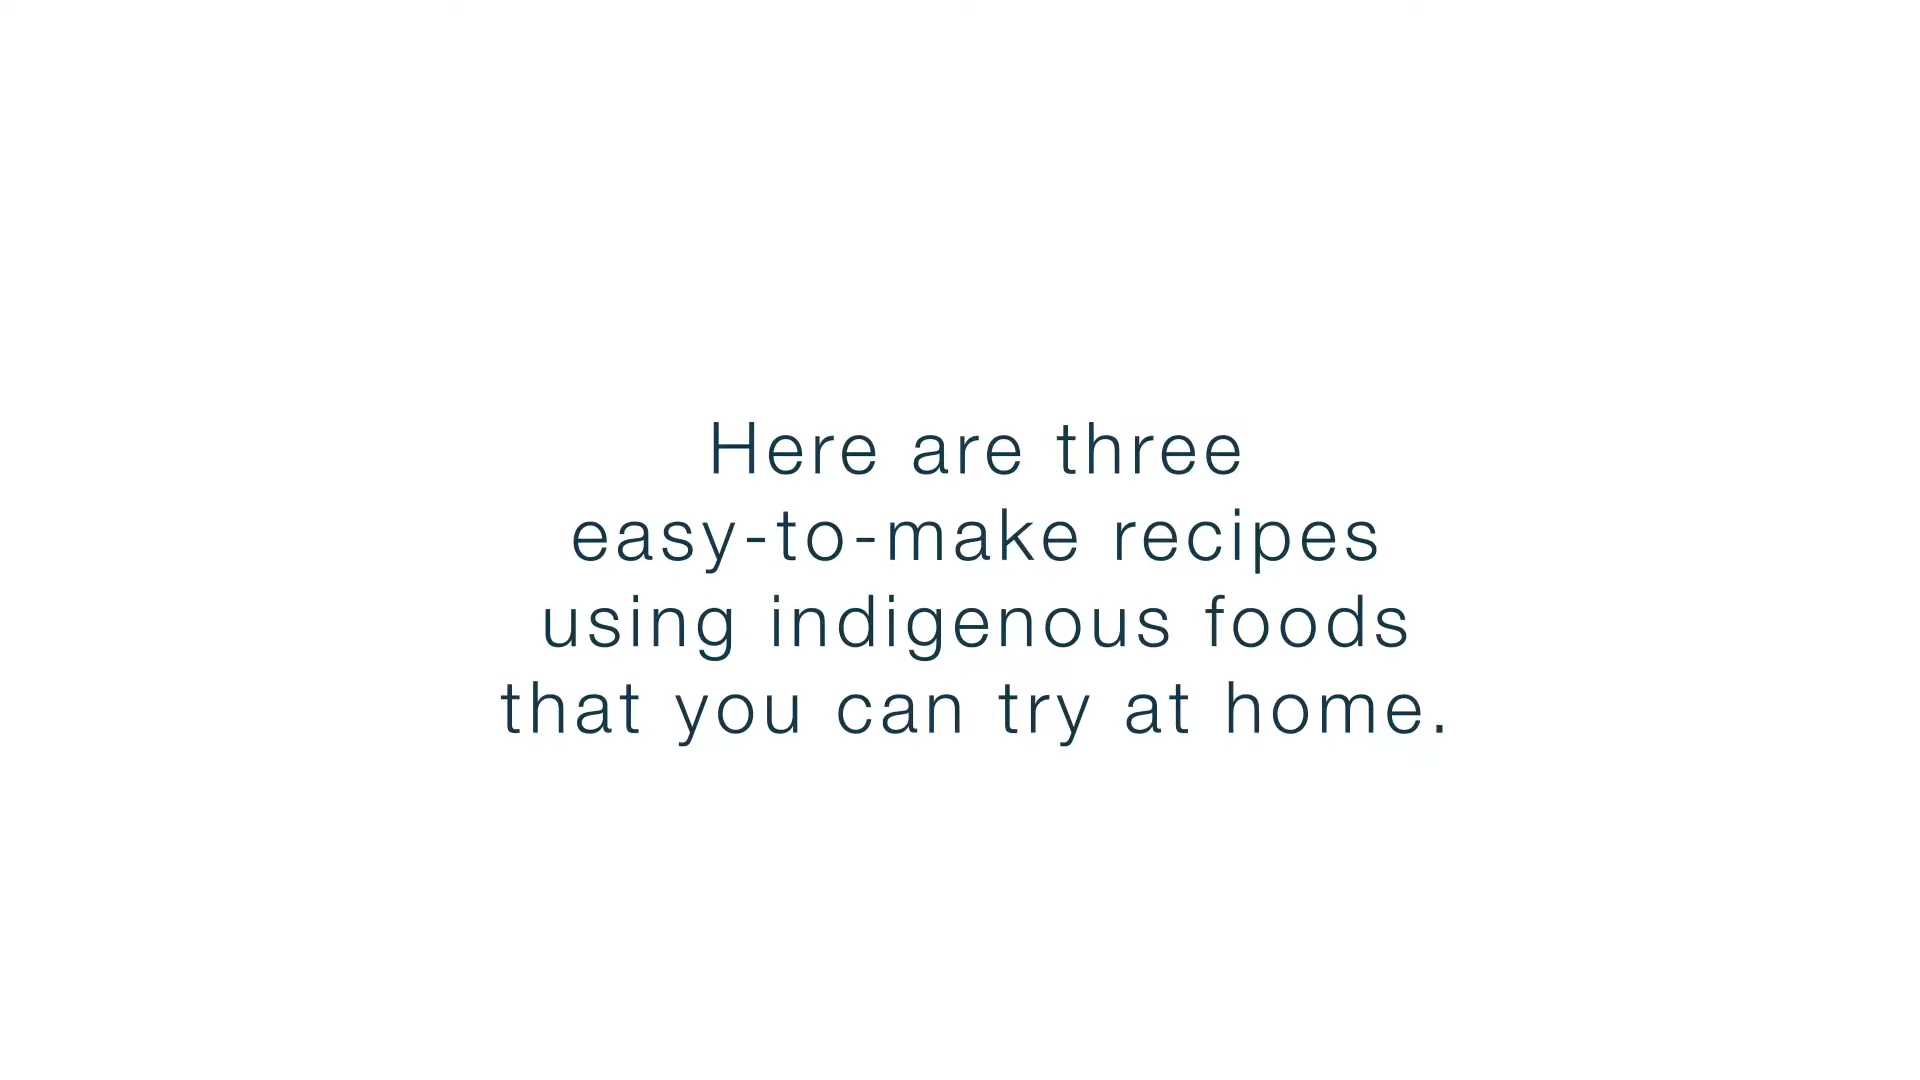 Here are three
easy-to-make recipes
using indigenous foods
that you can try at home.